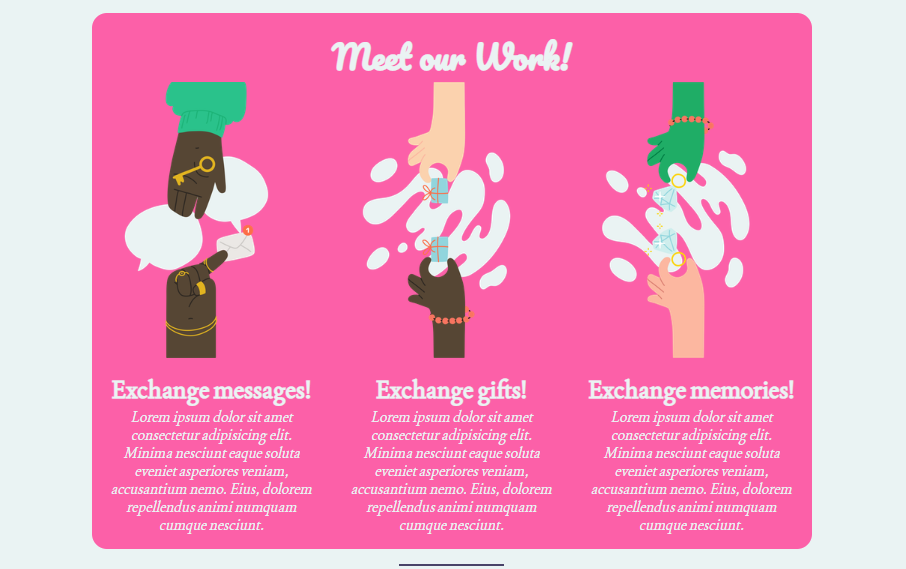 Meet our Work!
1
Exchange messages!
Lorem ipsum dolor sit amet
consectetur adipisicing elit.
Minima nesciunt eaque soluta
eveniet asperiores veniam,
accusantium nemo. Eius, dolorem
repellendus animi numquam
cumque nesciunt.
Exchange gifts!
Lorem ipsum dolor sit amet
consectetur adipisicing elit.
Minima nesciunt eaque soluta
eveniet asperiores veniam,
accusantium nemo. Eius, dolorem
repellendus animi numquam
cumque nesciunt.
Exchange memories!
Lorem ipsum dolor sit amet
consectetur adipisicing elit.
Minima nesciunt eaque soluta
eveniet asperiores veniam,
accusantium nemo. Eius, dolorem
repellendus animi numquam
cumque nesciunt.